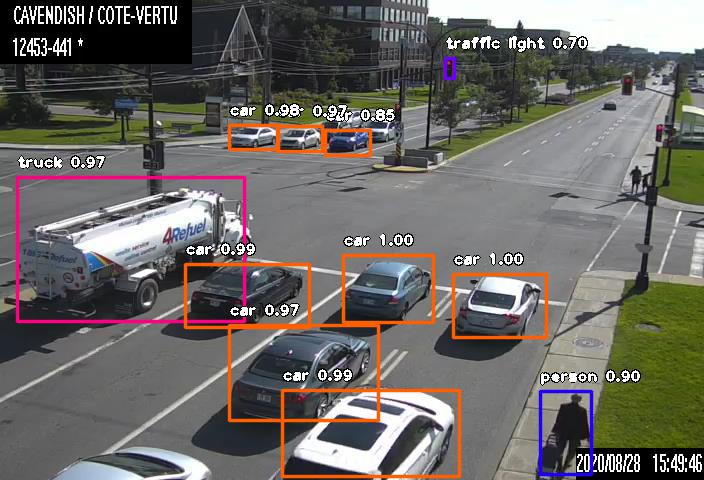 CAVENDISH / COTE-VERTU
12453-441 *
traffic light 0.70
car 0.98
0.97
car 0.85
truck 0.97
4Refuel
car 0.99
car 1.00
car 1.00
car 0.97
car 0.99
person 0.90
2020/08/28 15:49:46